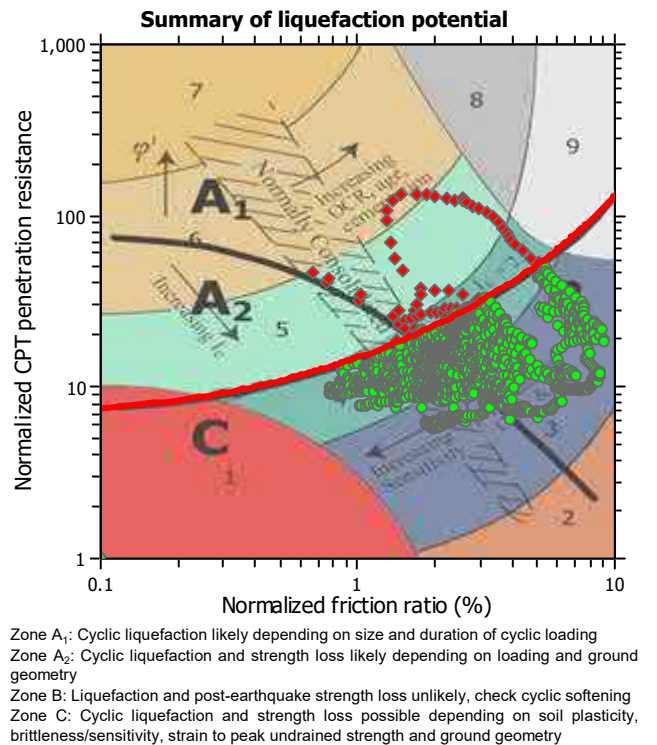 Summary of liquefaction potential
1,000
7
8
9
φ'
Increasing
OCR, age,
A1
Normally
100
6
A2
Increasing
5
Normalized CPT penetration resistance
10
C
1
3
Increasing
Sensitivity
2
1
0.1
1
10
Normalized friction ratio (%)
Zone A1: Cyclic liquefaction likely depending on size and duration of cyclic loading
Zone A2: Cyclic liquefaction and strength loss likely depending on loading and ground
geometry
Zone B: Liquefaction and post-earthquake strength loss unlikely, check cyclic softening
Zone C: Cyclic liquefaction and strength loss possible depending on soil plasticity,
brittleness/sensitivity, strain to peak undrained strength and ground geometry